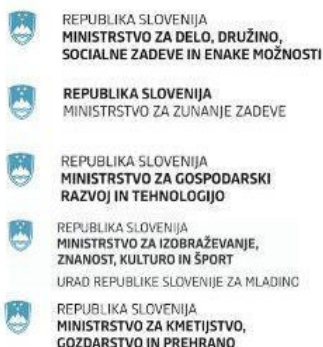 REPUBLIKA SLOVENIJA
MINISTRSTVO ZA DELO, DRUŽINO,
SOCIALNE ZADEVE IN ENAKE MOŽNOSTI
REPUBLIKA SLOVENIJA
MINISTRSTVO ZA ZUNANJE ZADEVE
REPUBLIKA SLOVENIJA
MINISTRSTVO ZA GOSPODARSKI
RAZVOJ IN TEHNOLOGIJO
REPUBLIKA SLOVENIJA
MINISTRSTVO ZA IZOBRAŽEVANJE,
ZNANOST, KULTURO IN ŠPORT
URAD REPUBLIKE SLOVENIJE ZA MLADINO
REPUBLIKA SLOVENIJA
MINISTRSTVO ZA KMETIJSTVO,
GOZDARSTVO IN PREHRANO